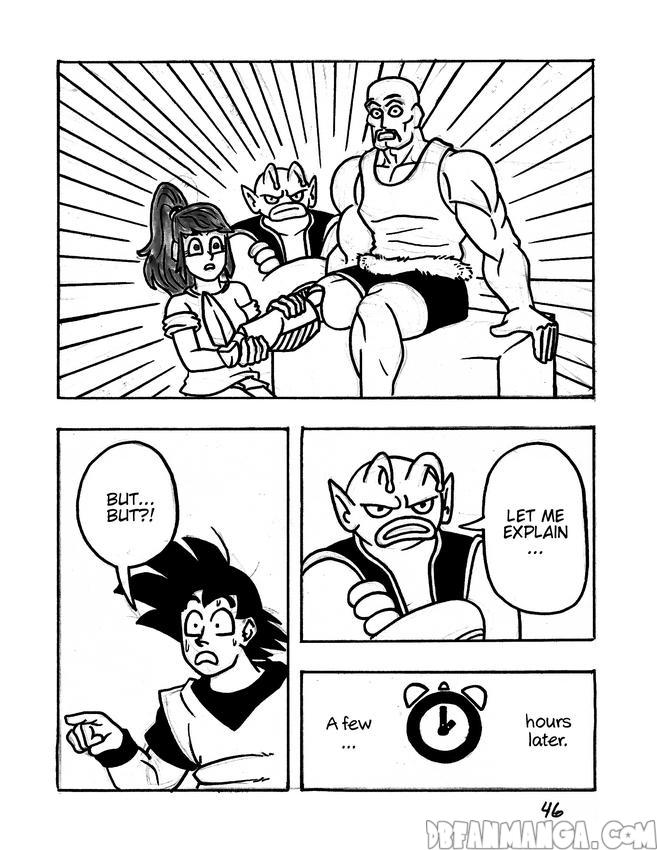 BUT...
BUT?!
LET ME
EXPLAIN
...
A few
...
hours
later.
46
DBFANMANGA.COM